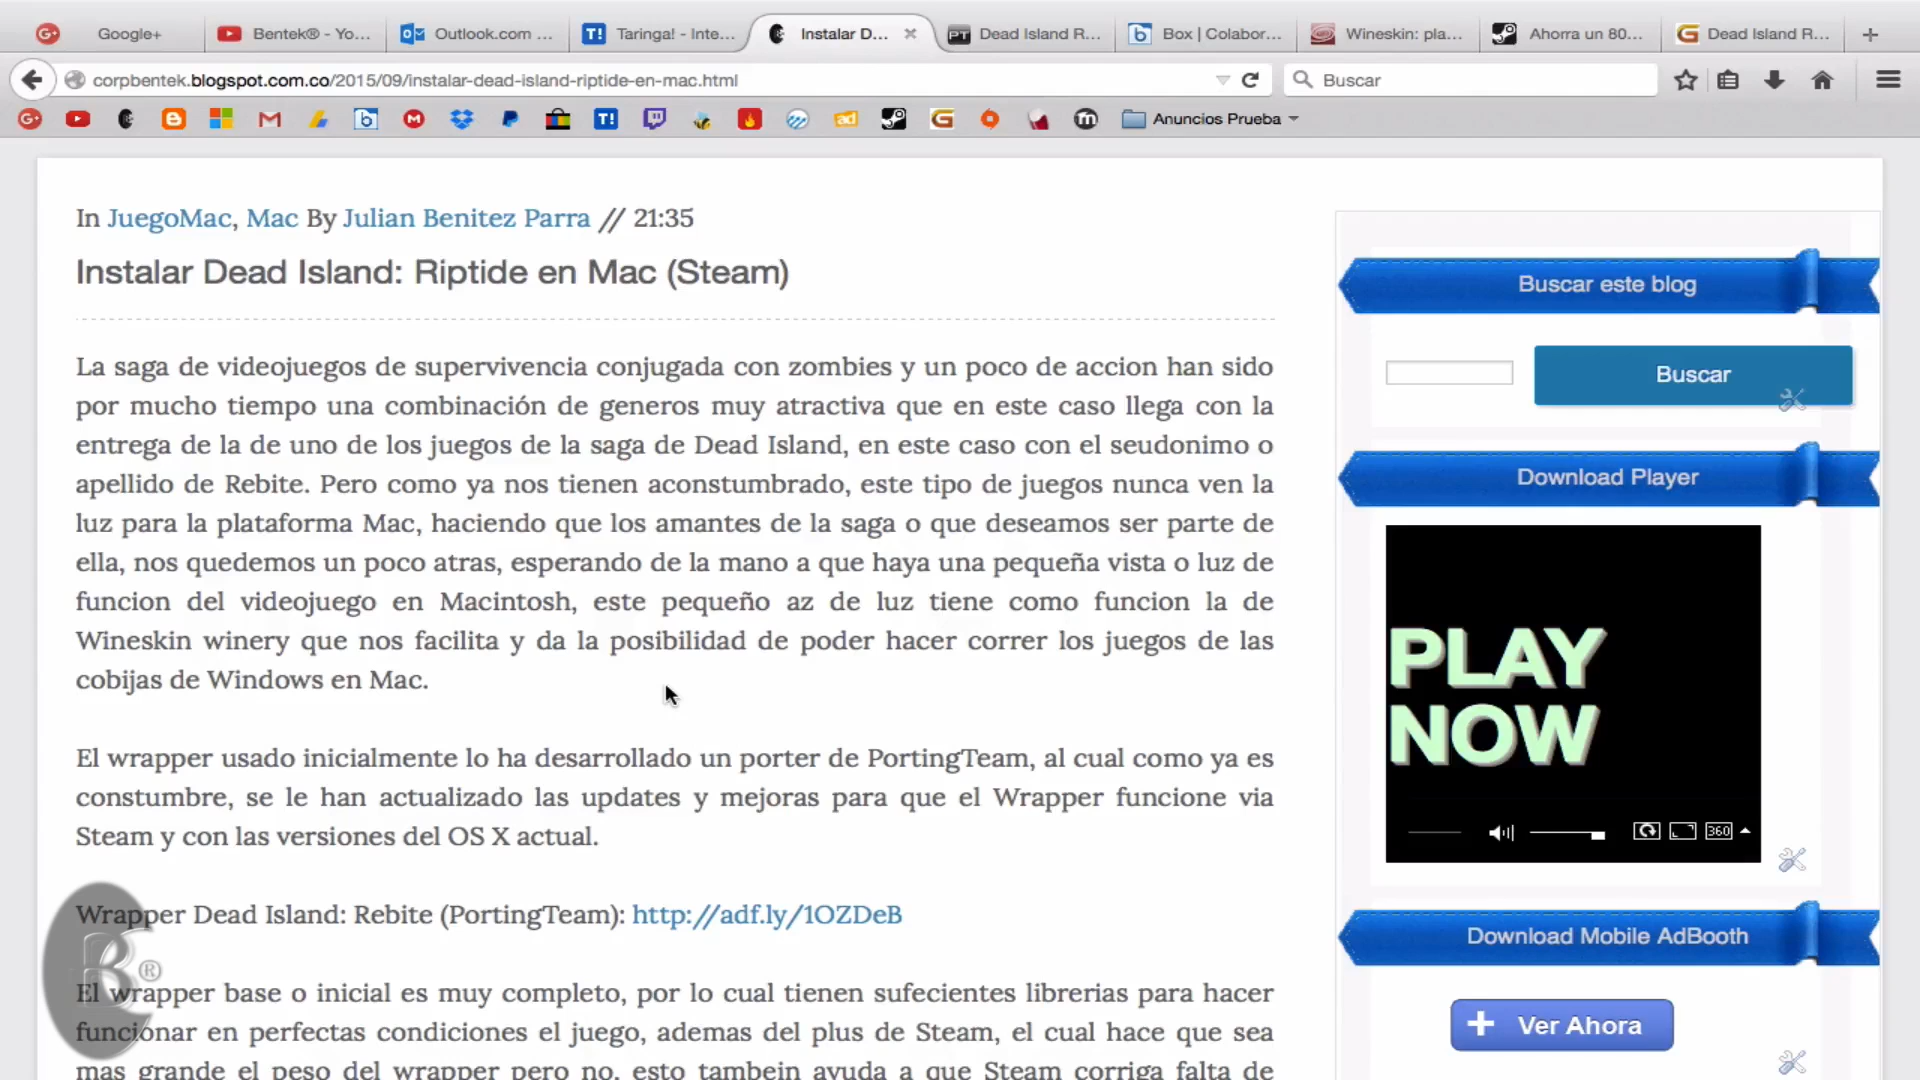 Google+
Bentek® - Yo...
Outlook.com ...
Taringa! - Inte...
Instalar D...
Dead Island R...
Box | Colabor...
Wineskin: pla...
Ahorra un 80...
Dead Island R...
corpbentek.blogspot.com.co/2015/09/instalar-dead-island-riptide-en-mac.html
Buscar
Anuncios Prueba
In JuegoMac, Mac By Julian Benitez Parra // 21:35
Instalar Dead Island: Riptide en Mac (Steam)
La saga de videojuegos de supervivencia conjugada con zombies y un poco de accion han sido
por mucho tiempo una combinación de generos muy atractiva que en este caso llega con la
entrega de la de uno de los juegos de la saga de Dead Island, en este caso con el seudonimo o
apellido de Rebite. Pero como ya nos tienen aconstumbrado, este tipo de juegos nunca ven la
luz para la plataforma Mac, haciendo que los amantes de la saga o que deseamos ser parte de
ella, nos quedemos un poco atras, esperando de la mano a que haya una pequeña vista o luz de
funcion del videojuego en Macintosh, este pequeño az de luz tiene como funcion la de
Wineskin winery que nos facilita y da la posibilidad de poder hacer correr los juegos de las
cobijas de Windows en Mac.
El wrapper usado inicialmente lo ha desarrollado un porter de PortingTeam, al cual como ya es
constumbre, se le han actualizado las updates y mejoras para que el Wrapper funcione via
Steam y con las versiones del OS X actual.
Wrapper Dead Island: Rebite (PortingTeam): http://adf.ly/1OZDeB
El wrapper base o inicial es muy completo, por lo cual tienen sufecientes librerias para hacer
funcionar en perfectas condiciones el juego, ademas del plus de Steam, el cual hace que sea
mas grande el peso del wrapper pero no, esto tambein ayuda a que Steam corriga falta de
Buscar este blog
Buscar
Download Player
PLAY
NOW
360
Download Mobile AdBooth
+ Ver Ahora